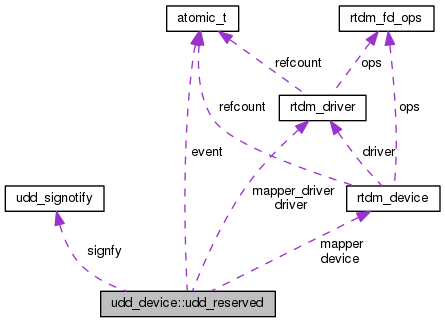 atomic_t
rtdm_fd_ops
refcount
ops
rtdm_driver
refcount
ops
event
driver
mapper_driver
driver
udd_signotify
rtdm_device
signfy
mapper
device
udd_device::udd_reserved